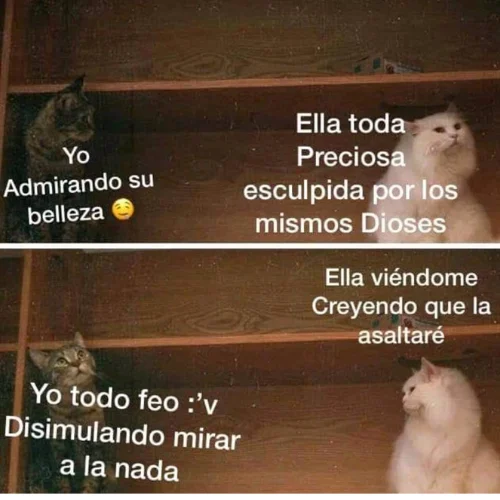 Yo
Admirando su
belleza 🤤
Ella toda
Preciosa
esculpida por los
mismos Dioses
Ella viéndome
Creyendo que la
asaltaré
Yo todo feo :'v
Disimulando mirar
a la nada